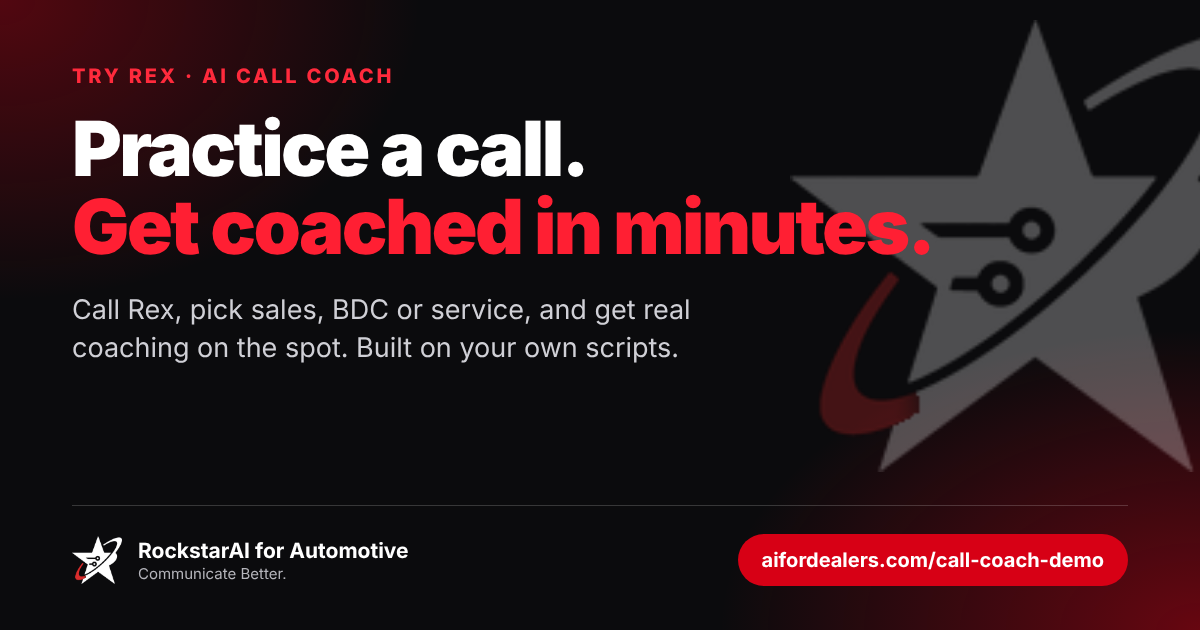 TRY REX · AI CALL COACH
Practice a call.
Get coached in minutes.
Call Rex, pick sales, BDC or service, and get real
coaching on the spot. Built on your own scripts.
RockstarAI for Automotive
Communicate Better.
aifordealers.com/call-coach-demo